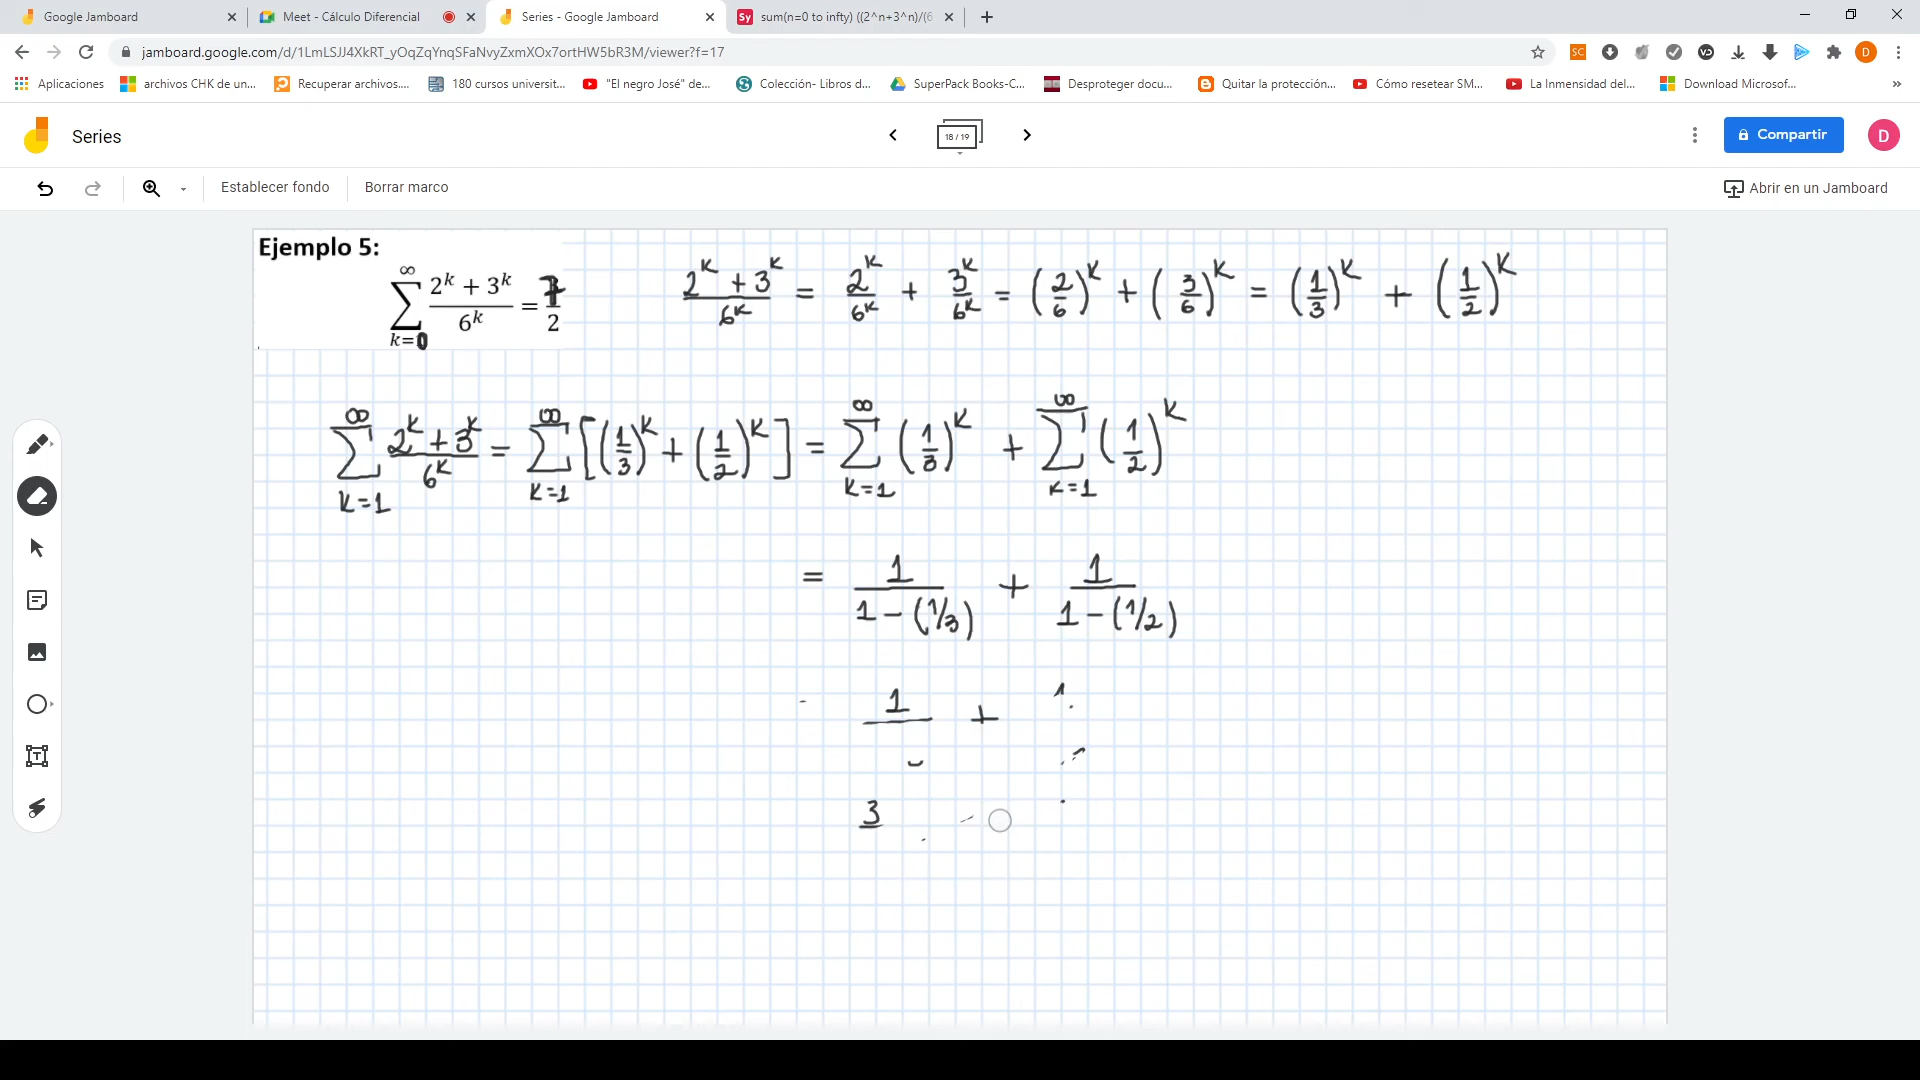 Google Jamboard
Meet - Cálculo Diferencial
Series - Google Jamboard
Sy sum(n=0 to infty) ((2^n+3^n)/(6
jamboard.google.com/d/1LmLSJJ4XkRT_yOqZqYnqSFaNvyZxmXOx7ortHW5bR3M/viewer?f=17
SC
D
Aplicaciones
archivos CHK de un...
Recuperar archivos....
180 cursos universit...
"El negro José" de...
Colección- Libros d...
SuperPack Books-C...
Desproteger docu...
Quitar la protección...
Cómo resetear SM...
La Inmensidad del...
Download Microsof...
»
Series
18 / 19
Compartir
D
Establecer fondo
Borrar marco
Abrir en un Jamboard
Ejemplo 5:
∑_{k=0}^{∞} (2^k + 3^k)/6^k = 7/2
(2^k + 3^k)/6^k = 2^k/6^k + 3^k/6^k = (2/6)^k + (3/6)^k = (1/3)^k + (1/2)^k
∑_{k=1}^{∞} (2^k + 3^k)/6^k = ∑_{k=1}^{∞} [(1/3)^k + (1/2)^k] = ∑_{k=1}^{∞} (1/3)^k + ∑_{k=1}^{∞} (1/2)^k
= 1/(1 - (1/3)) + 1/(1 - (1/2))
1 +
3